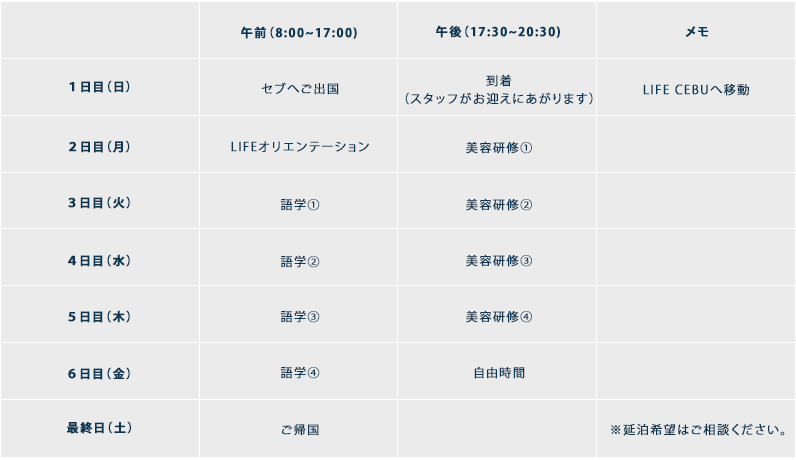 午前（8:00~17:00)
午後（17:30~20:30)
メモ
1日目（日）
セブへご出国
到着
（スタッフがお迎えにあがります）
LIFE CEBUへ移動
2日目（月）
LIFEオリエンテーション
美容研修①
3日目（火）
語学①
美容研修②
4日目（水）
語学②
美容研修③
5日目（木）
語学③
美容研修④
6日目（金）
語学④
自由時間
最終日（土）
ご帰国
※延泊希望はご相談ください。